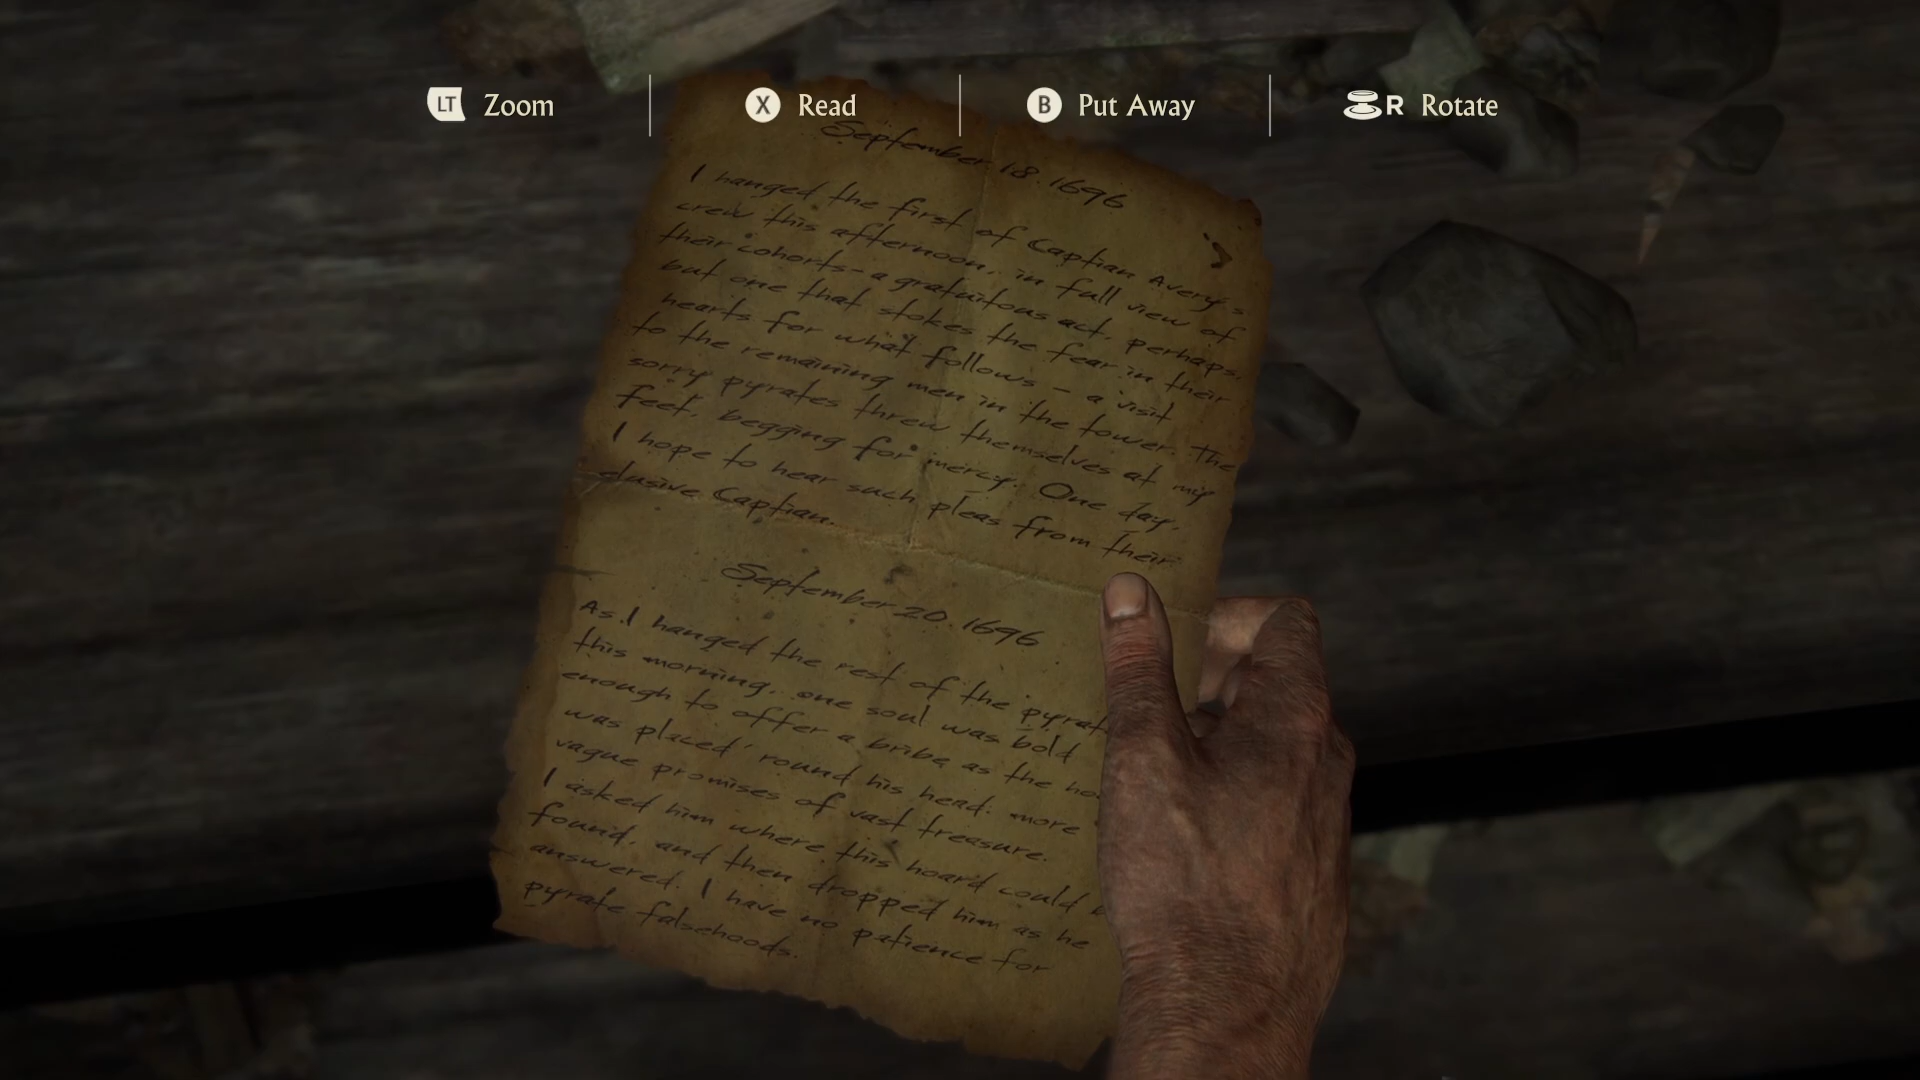 LT Zoom
X Read
B Put Away
R Rotate
September 18. 1696
I hanged the first of Captian Avery's
crew this afternoon, in full view of
their cohorts - a gratuitous act, perhaps,
but one that stokes the fear in their
hearts for what follows - a visit
to the remaining men in the tower. The
sorry pyrates threw themselves at my
feet, begging for mercy. One day,
I hope to hear such pleas from their
elusive Captian.
September 20. 1696
As I hanged the rest of the
this morning, one soul was bold
enough to offer a bribe as the
was placed 'round his head: more
vague promises of vast treasure.
I asked him where this hoard could
found, and then dropped him as he
answered. I have no patience for
pyrate falsehoods.